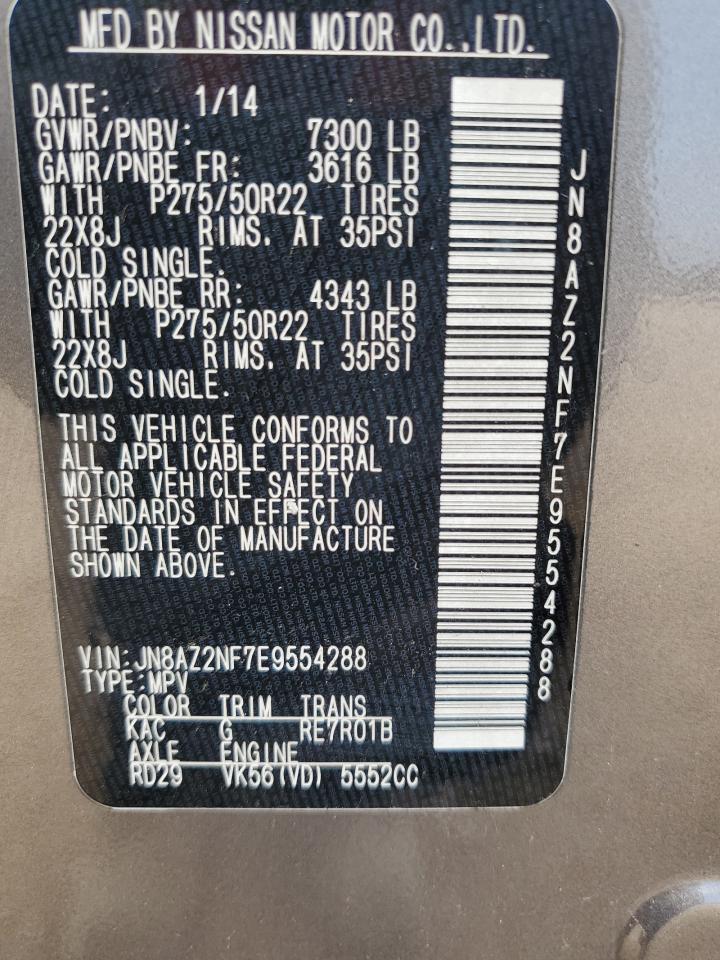 MFD BY NISSAN MOTOR CO.,LTD.
DATE: 1/14
GVWR/PNBV: 7300 LB
GAWR/PNBE FR: 3616 LB
WITH P275/50R22 TIRES
22X8J RIMS. AT 35PSI
COLD SINGLE.
GAWR/PNBE RR: 4343 LB
WITH P275/50R22 TIRES
22X8J RIMS. AT 35PSI
COLD SINGLE.
THIS VEHICLE CONFORMS TO
ALL APPLICABLE FEDERAL
MOTOR VEHICLE SAFETY
STANDARDS IN EFFECT ON
THE DATE OF MANUFACTURE
SHOWN ABOVE.
VIN:JN8AZ2NF7E9554288
TYPE:MPV
COLOR TRIM TRANS
KAC G RE7R01B
AXLE ENGINE
RD29 VK56(VD) 5552CC
JN8AZ2NF7E9554288